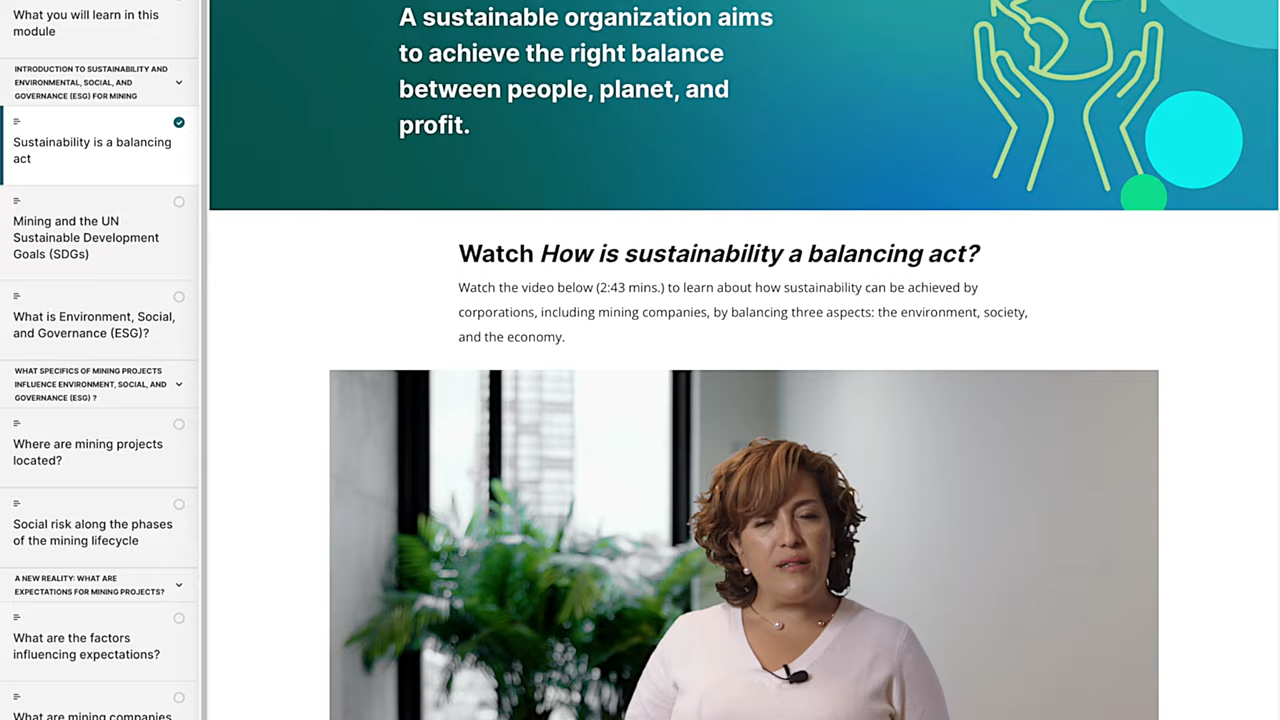 What you will learn in this
module
INTRODUCTION TO SUSTAINABILITY AND
ENVIRONMENTAL, SOCIAL, AND
GOVERNANCE (ESG) FOR MINING
Sustainability is a balancing
act
Mining and the UN
Sustainable Development
Goals (SDGs)
What is Environment, Social,
and Governance (ESG)?
WHAT SPECIFICS OF MINING PROJECTS
INFLUENCE ENVIRONMENT, SOCIAL, AND
GOVERNANCE (ESG) ?
Where are mining projects
located?
Social risk along the phases
of the mining lifecycle
A NEW REALITY: WHAT ARE
EXPECTATIONS FOR MINING PROJECTS?
What are the factors
influencing expectations?
What are mining companies
A sustainable organization aims
to achieve the right balance
between people, planet, and
profit.
Watch How is sustainability a balancing act?
Watch the video below (2:43 mins.) to learn about how sustainability can be achieved by
corporations, including mining companies, by balancing three aspects: the environment, society,
and the economy.